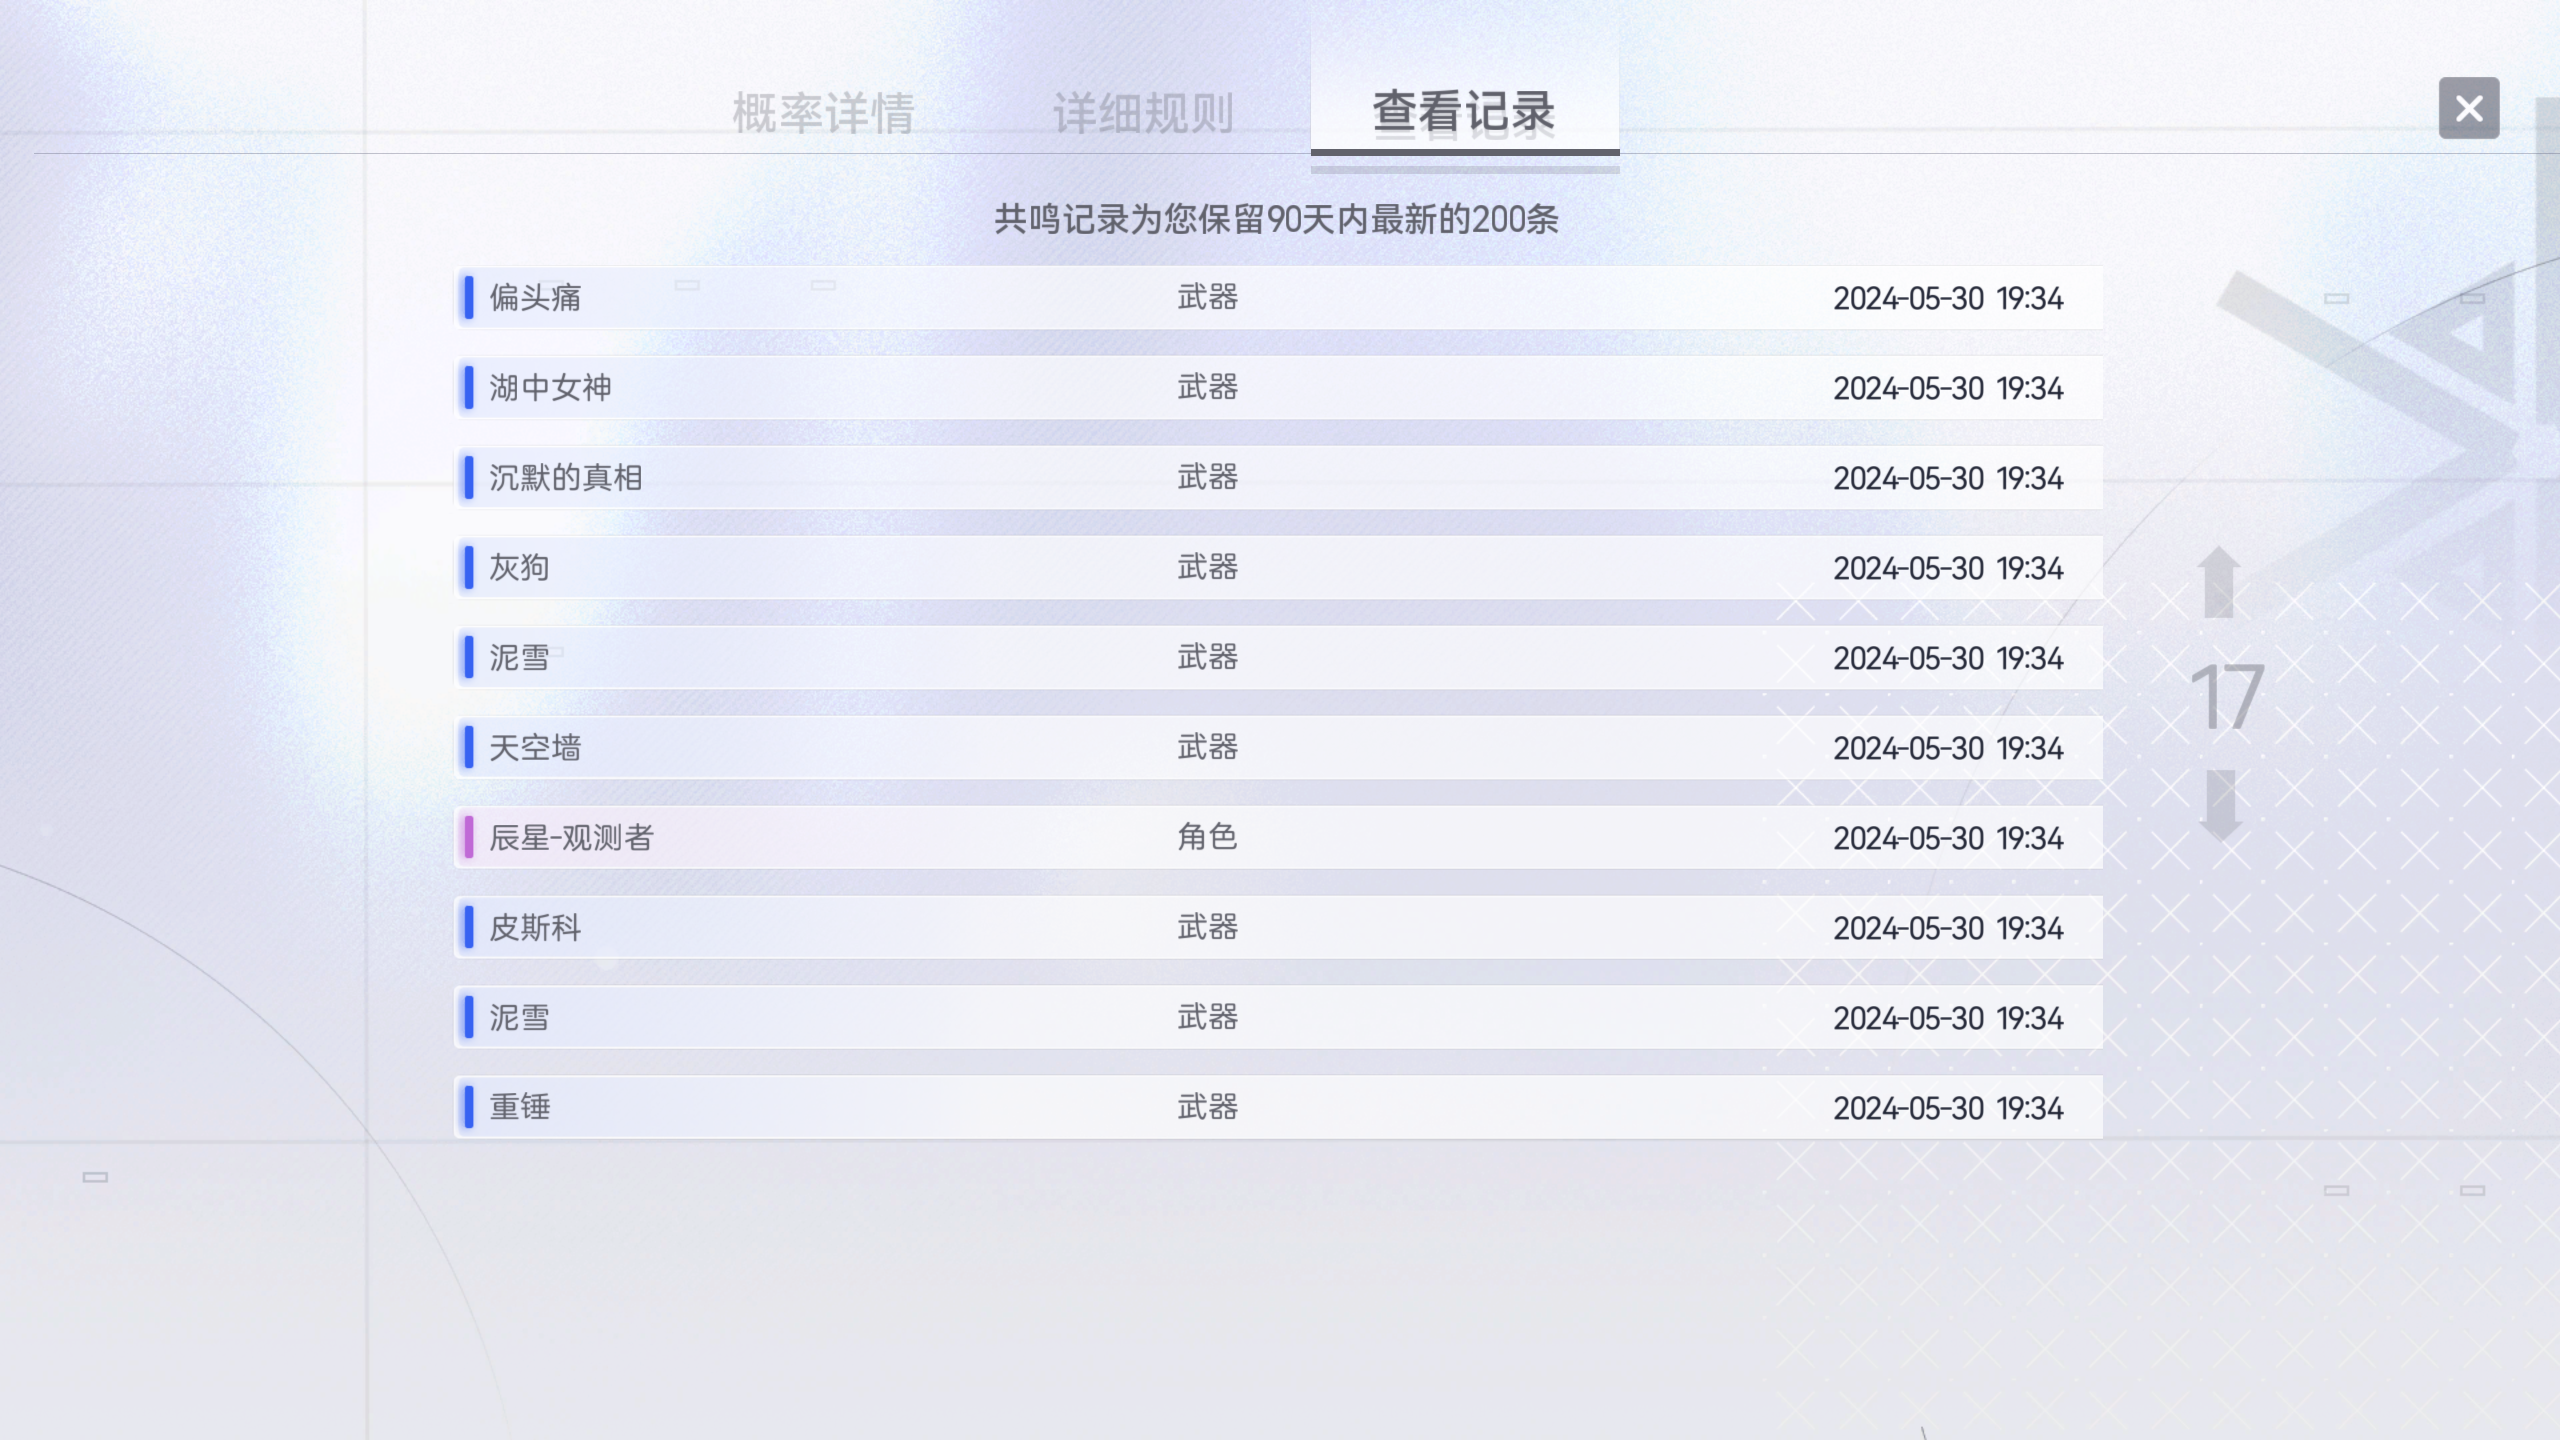 概率详情 详细规则 查看记录
共鸣记录为您保留90天内最新的200条
偏头痛 武器 2024-05-30 19:34
湖中女神 武器 2024-05-30 19:34
沉默的真相 武器 2024-05-30 19:34
灰狗 武器 2024-05-30 19:34
泥雪 武器 2024-05-30 19:34
天空墙 武器 2024-05-30 19:34
辰星-观测者 角色 2024-05-30 19:34
皮斯科 武器 2024-05-30 19:34
泥雪 武器 2024-05-30 19:34
重锤 武器 2024-05-30 19:34
17